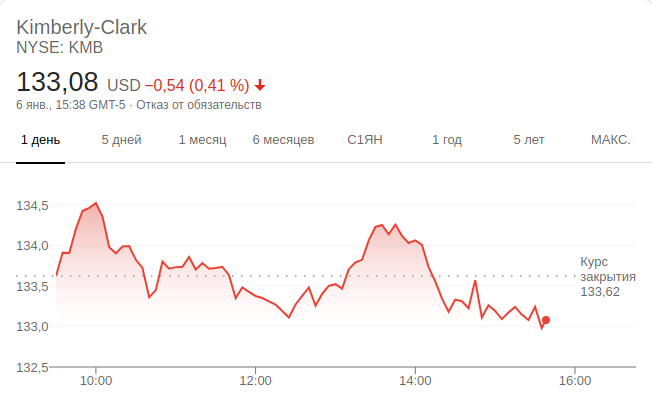 Kimberly-Clark
NYSE: KMB
133,08 USD −0,54 (0,41 %)
6 янв., 15:38 GMT-5 · Отказ от обязательств
1 день 5 дней 1 месяц 6 месяцев С1ЯН 1 год 5 лет МАКС.
134,5
134,0
133,5
133,0
132,5
Курс
закрытия
133,62
10:00 12:00 14:00 16:00